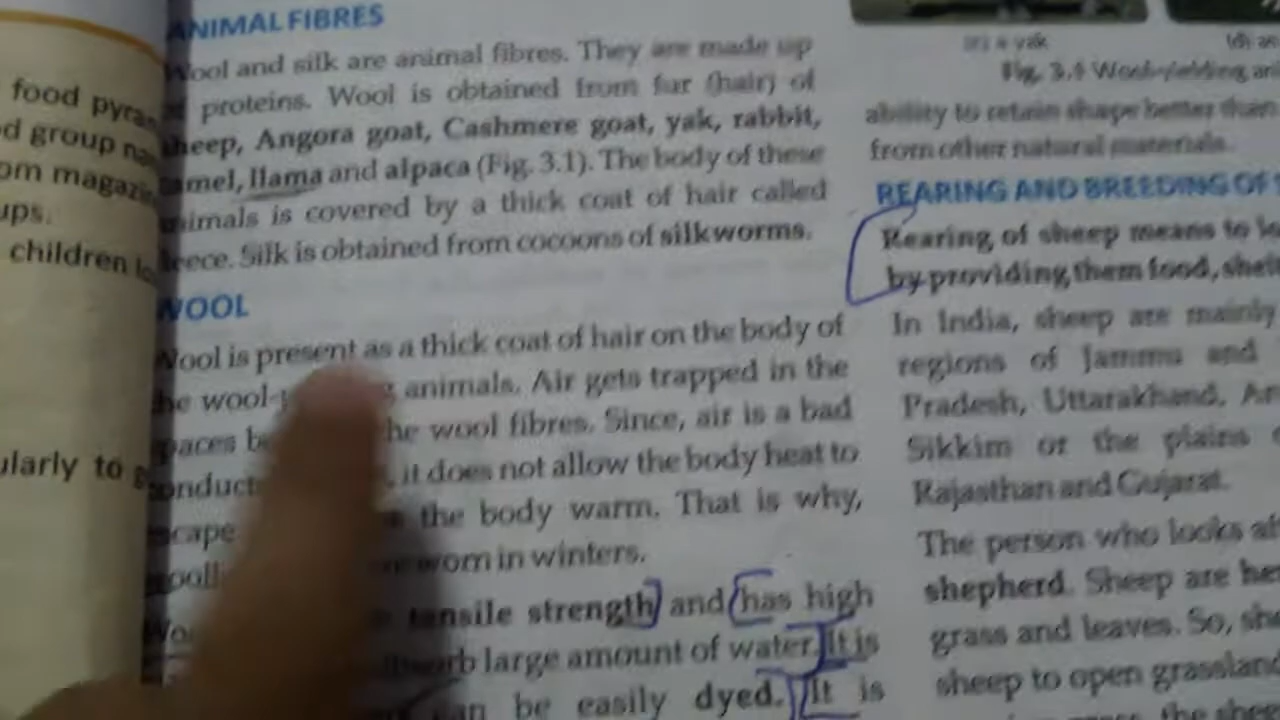 food pyra
d group na
om magazi
ups.
children
ularly to g
ANIMAL FIBRES
Wool and silk are animal fibres. They are made up
of proteins. Wool is obtained from fur (hair) of
sheep, Angora goat, Cashmere goat, yak, rabbit,
camel, llama and alpaca (Fig. 3.1). The body of these
animals is covered by a thick coat of hair called
fleece. Silk is obtained from cocoons of silkworms.
WOOL
Wool is present as a thick coat of hair on the body of
he wool- animals. Air gets trapped in the
paces b he wool fibres. Since, air is a bad
onduct it does not allow the body heat to
scape the body warm. That is why,
wooll worn in winters.
Wo tensile strength and has high
absorb large amount of water. It is
can be easily dyed. It is
a yak
Fig. 3.1 Wool-yielding an
ability to retain shape better than
from other natural materials.
REARING AND BREEDING OF
Rearing of sheep means to lo
by providing them food, shel
In India, sheep are mainly
regions of Jammu and
Pradesh, Uttarakhand, Ar
Sikkim or the plains
Rajasthan and Gujarat.
The person who looks af
shepherd. Sheep are her
grass and leaves. So, she
sheep to open grassland
the shee